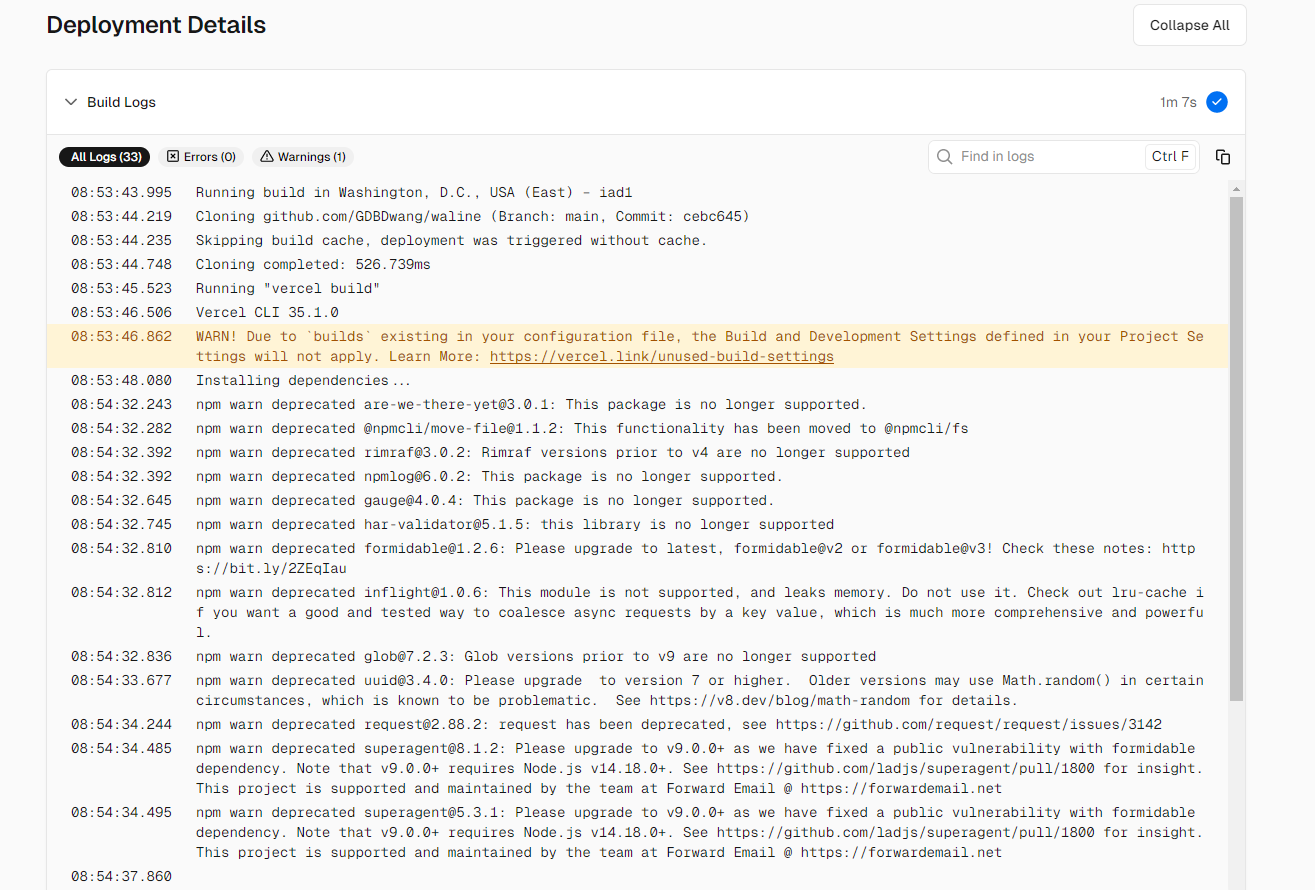 Deployment Details
Collapse All
Build Logs
1m 7s
All Logs (33)
Errors (0)
Warnings (1)
Find in logs
Ctrl F
08:53:43.995 Running build in Washington, D.C., USA (East) – iad1
08:53:44.219 Cloning github.com/GDBDwang/waline (Branch: main, Commit: cebc645)
08:53:44.235 Skipping build cache, deployment was triggered without cache.
08:53:44.748 Cloning completed: 526.739ms
08:53:45.523 Running "vercel build"
08:53:46.506 Vercel CLI 35.1.0
08:53:46.862 WARN! Due to `builds` existing in your configuration file, the Build and Development Settings defined in your Project Se
ttings will not apply. Learn More: https://vercel.link/unused-build-settings
08:53:48.080 Installing dependencies...
08:54:32.243 npm warn deprecated are-we-there-yet@3.0.1: This package is no longer supported.
08:54:32.282 npm warn deprecated @npmcli/move-file@1.1.2: This functionality has been moved to @npmcli/fs
08:54:32.392 npm warn deprecated rimraf@3.0.2: Rimraf versions prior to v4 are no longer supported
08:54:32.392 npm warn deprecated npmlog@6.0.2: This package is no longer supported.
08:54:32.645 npm warn deprecated gauge@4.0.4: This package is no longer supported.
08:54:32.745 npm warn deprecated har-validator@5.1.5: this library is no longer supported
08:54:32.810 npm warn deprecated formidable@1.2.6: Please upgrade to latest, formidable@v2 or formidable@v3! Check these notes: http
s://bit.ly/2ZEqIau
08:54:32.812 npm warn deprecated inflight@1.0.6: This module is not supported, and leaks memory. Do not use it. Check out lru-cache i
f you want a good and tested way to coalesce async requests by a key value, which is much more comprehensive and powerfu
l.
08:54:32.836 npm warn deprecated glob@7.2.3: Glob versions prior to v9 are no longer supported
08:54:33.677 npm warn deprecated uuid@3.4.0: Please upgrade  to version 7 or higher.  Older versions may use Math.random() in certain
circumstances, which is known to be problematic.  See https://v8.dev/blog/math-random for details.
08:54:34.244 npm warn deprecated request@2.88.2: request has been deprecated, see https://github.com/request/request/issues/3142
08:54:34.485 npm warn deprecated superagent@8.1.2: Please upgrade to v9.0.0+ as we have fixed a public vulnerability with formidable
dependency. Note that v9.0.0+ requires Node.js v14.18.0+. See https://github.com/ladjs/superagent/pull/1800 for insight.
This project is supported and maintained by the team at Forward Email @ https://forwardemail.net
08:54:34.495 npm warn deprecated superagent@5.3.1: Please upgrade to v9.0.0+ as we have fixed a public vulnerability with formidable
dependency. Note that v9.0.0+ requires Node.js v14.18.0+. See https://github.com/ladjs/superagent/pull/1800 for insight.
This project is supported and maintained by the team at Forward Email @ https://forwardemail.net
08:54:37.860